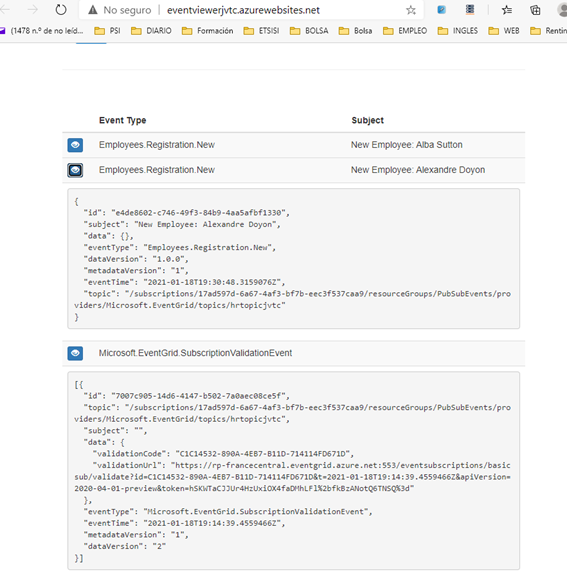 No seguro | eventviewerjvtc.azurewebsites.net
(1478 n.º de no leíd... PSI DIARIO Formación ETSISI BOLSA Bolsa EMPLEO INGLES WEB Rentin
Event Type Subject
Employees.Registration.New New Employee: Alba Sutton
Employees.Registration.New New Employee: Alexandre Doyon
{
"id": "e4de8602-c746-49f3-84b9-4aa5afbf1330",
"subject": "New Employee: Alexandre Doyon",
"data": {},
"eventType": "Employees.Registration.New",
"dataVersion": "1.0.0",
"metadataVersion": "1",
"eventTime": "2021-01-18T19:30:48.3159076Z",
"topic": "/subscriptions/17ad597d-6a67-4af3-bf7b-eec3f537caa9/resourceGroups/PubSubEvents/pro
viders/Microsoft.EventGrid/topics/hrtopicjvtc"
}
Microsoft.EventGrid.SubscriptionValidationEvent
[{
"id": "7007c905-14d6-4147-b502-7a0aec08ce5f",
"topic": "/subscriptions/17ad597d-6a67-4af3-bf7b-eec3f537caa9/resourceGroups/PubSubEvents/pro
viders/Microsoft.EventGrid/topics/hrtopicjvtc",
"subject": "",
"data": {
"validationCode": "C1C14532-890A-4EB7-B11D-714114FD671D",
"validationUrl": "https://rp-francecentral.eventgrid.azure.net:553/eventsubscriptions/basic
sub/validate?id=C1C14532-890A-4EB7-B11D-714114FD671D&t=2021-01-18T19:14:39.4559466Z&apiVersion=
2020-04-01-preview&token=hSKWTaCJJUr4HzUxiOX4faDMhLFl%2bfkBzANotQ6TNSQ%3d"
},
"eventType": "Microsoft.EventGrid.SubscriptionValidationEvent",
"eventTime": "2021-01-18T19:14:39.4559466Z",
"metadataVersion": "1",
"dataVersion": "2"
}]